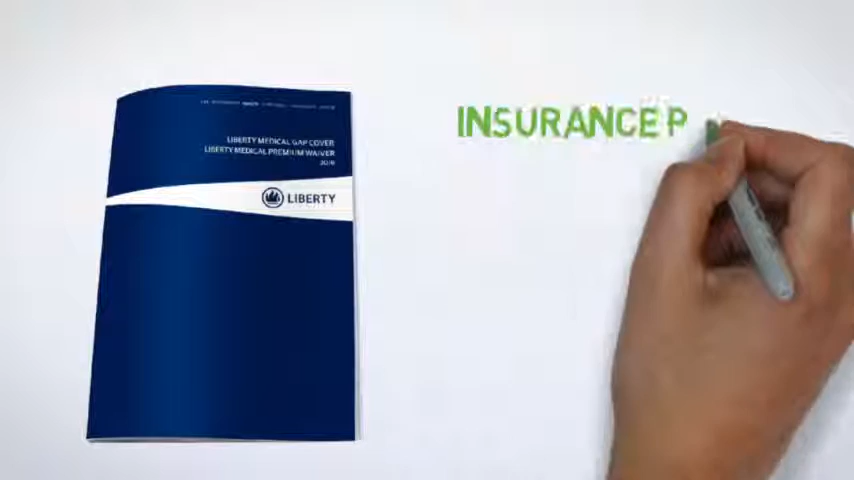 LIBERTY MEDICAL GAP COVER
LIBERTY MEDICAL PREMIUM WAIVER
LIBERTY
INSURANCE P